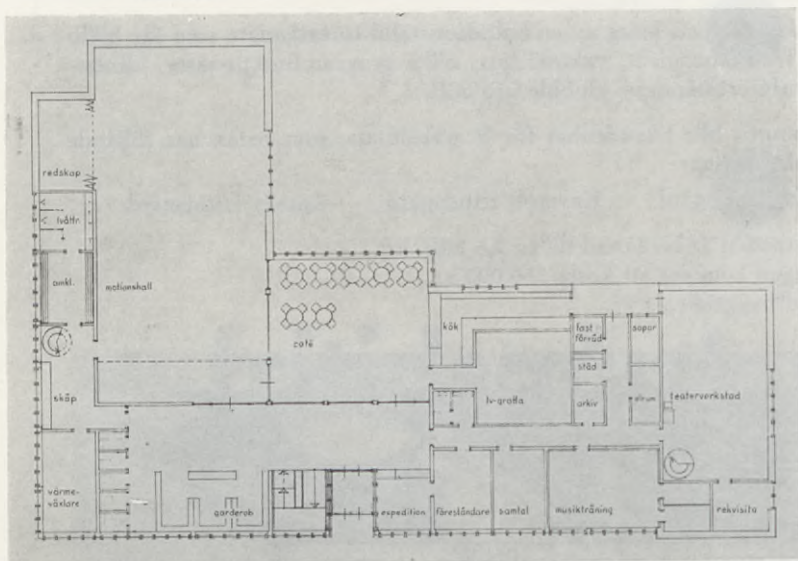 redskap
tvättr.
omkl.
motionshall
skåp
värme-
växlare
garderob
café
kök
tv-grotta
fast
förråd
städ
arkiv
sopor
elrum
teaterverkstad
expedition
föreståndare
samtal
musikträning
rekvisita